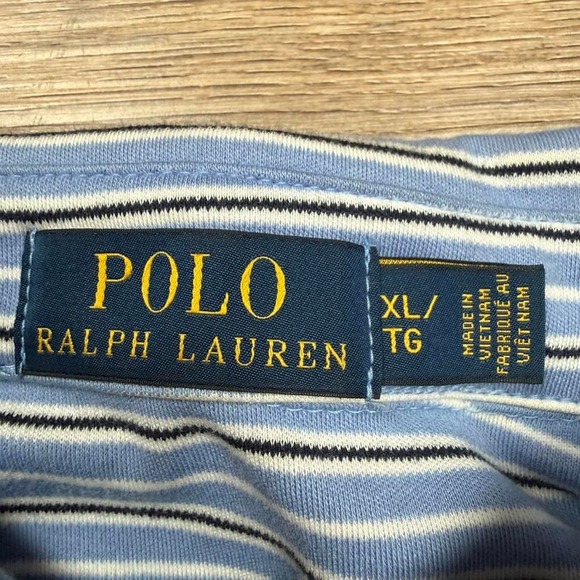 POLO
RALPH LAUREN
XL/
TG
MADE IN
VIETNAM
FABRIQUÉ AU
VIÊT NAM